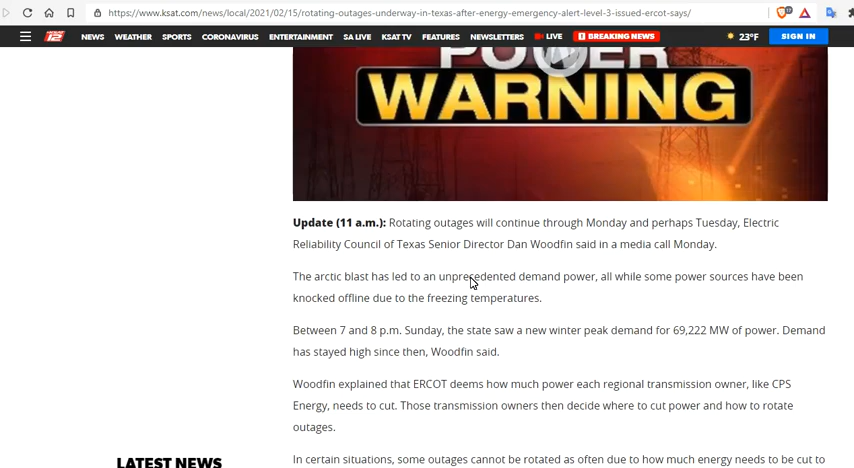 https://www.ksat.com/news/local/2021/02/15/rotating-outages-underway-in-texas-after-energy-emergency-alert-level-3-issued-ercot-says/
12 NEWS WEATHER SPORTS CORONAVIRUS ENTERTAINMENT SA LIVE KSAT TV FEATURES NEWSLETTERS LIVE BREAKING NEWS 23°F SIGN IN
POWER
WARNING
Update (11 a.m.): Rotating outages will continue through Monday and perhaps Tuesday, Electric
Reliability Council of Texas Senior Director Dan Woodfin said in a media call Monday.
The arctic blast has led to an unprecedented demand power, all while some power sources have been
knocked offline due to the freezing temperatures.
Between 7 and 8 p.m. Sunday, the state saw a new winter peak demand for 69,222 MW of power. Demand
has stayed high since then, Woodfin said.
Woodfin explained that ERCOT deems how much power each regional transmission owner, like CPS
Energy, needs to cut. Those transmission owners then decide where to cut power and how to rotate
outages.
LATEST NEWS
In certain situations, some outages cannot be rotated as often due to how much energy needs to be cut to